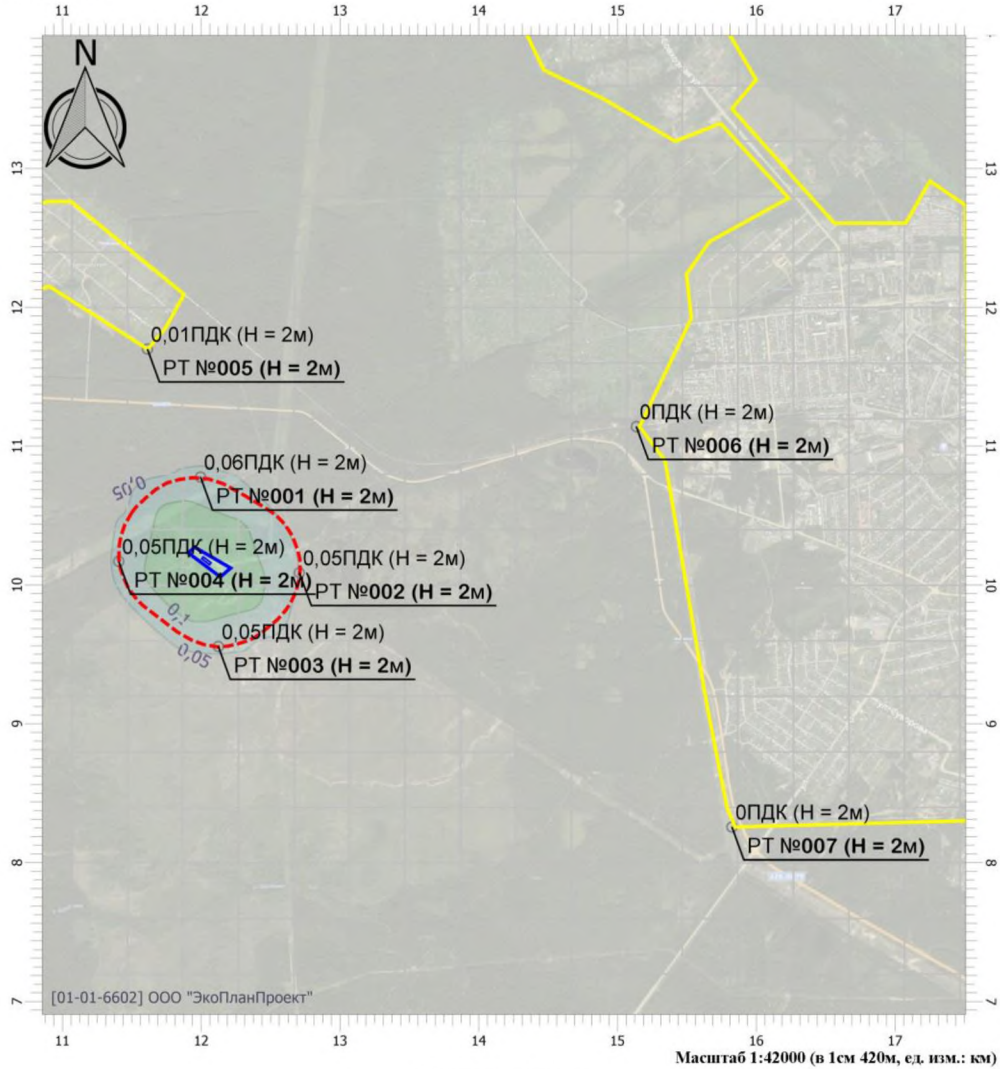 11 12 13 14 15 16 17
N
13 13
12 12
0,01ПДК (Н = 2м)
РТ №005 (Н = 2м)
0ПДК (Н = 2м)
РТ №006 (Н = 2м)
11 11
0,06ПДК (Н = 2м)
0,05
РТ №001 (Н = 2м)
0,05ПДК (Н = 2м)
0,05ПДК (Н = 2м)
РТ №004 (Н = 2м)
РТ №002 (Н = 2м)
10 10
0,1
0,05ПДК (Н = 2м)
0,05
РТ №003 (Н = 2м)
9 9
0ПДК (Н = 2м)
РТ №007 (Н = 2м)
8 8
[01-01-6602] ООО "ЭкоПланПроект"
7 7
11 12 13 14 15 16 17
Масштаб 1:42000 (в 1см 420м, ед. изм.: км)